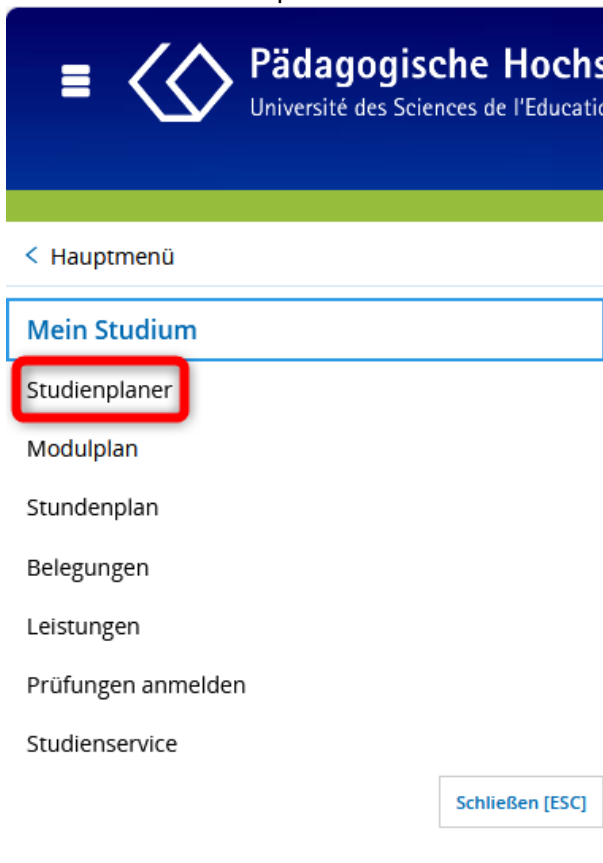 Pädagogische Hochs
Université des Sciences de l'Educatio
< Hauptmenü
Mein Studium
Studienplaner
Modulplan
Stundenplan
Belegungen
Leistungen
Prüfungen anmelden
Studienservice
Schließen [ESC]